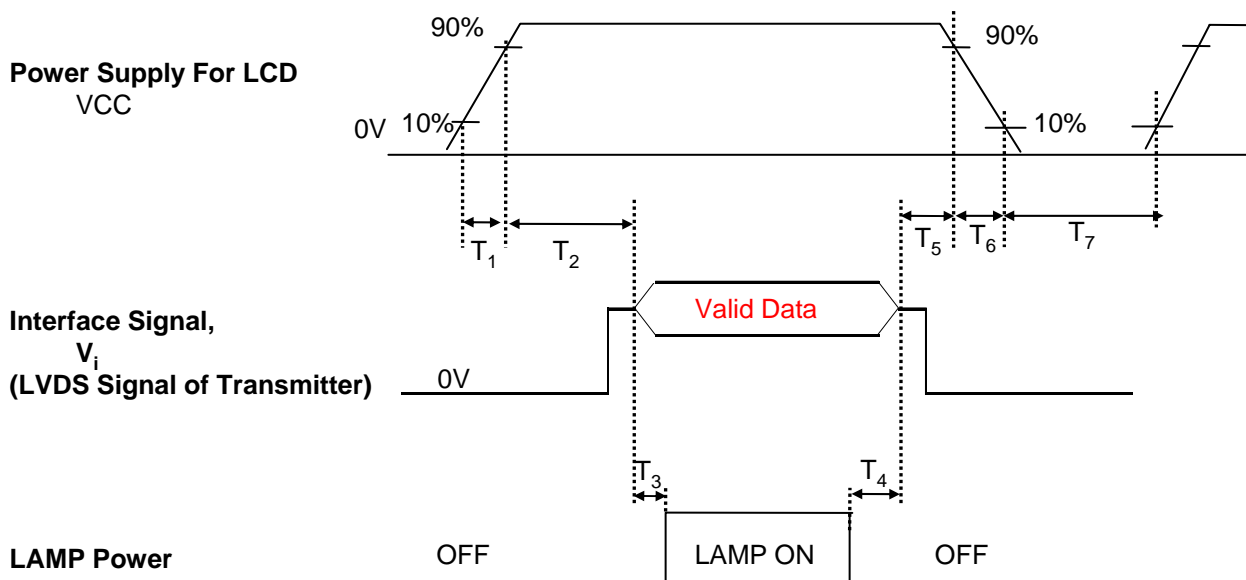 90%
90%
Power Supply For LCD
VCC
0V
10%
10%
T1
T2
T5
T6
T7
Interface Signal,
Vi
(LVDS Signal of Transmitter)
Valid Data
0V
T3
T4
LAMP Power
OFF
LAMP ON
OFF